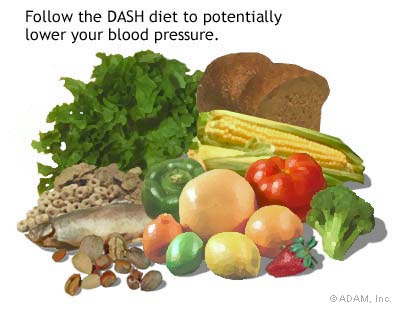 Follow the DASH diet to potentially
lower your blood pressure.
© ADAM, Inc.